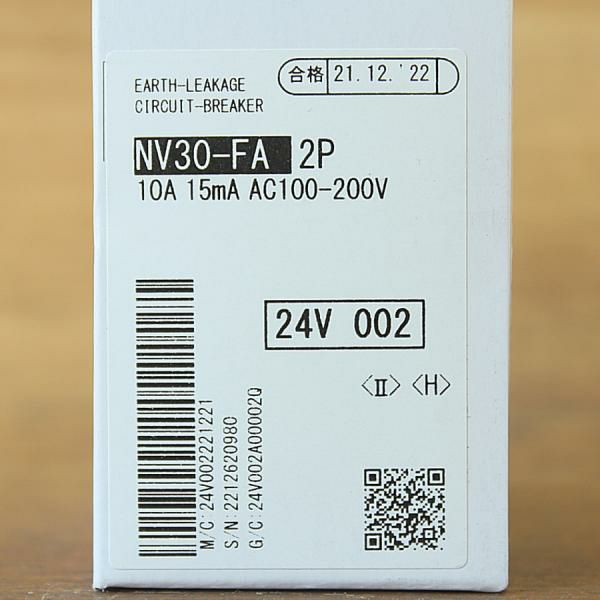 合格 21.12.'22
EARTH-LEAKAGE
CIRCUIT-BREAKER
NV30-FA 2P
10A 15mA AC100-200V
24V 002
<II> <H>
M/C:24V002221221
S/N:2212620980
G/C:24V002A00002Q